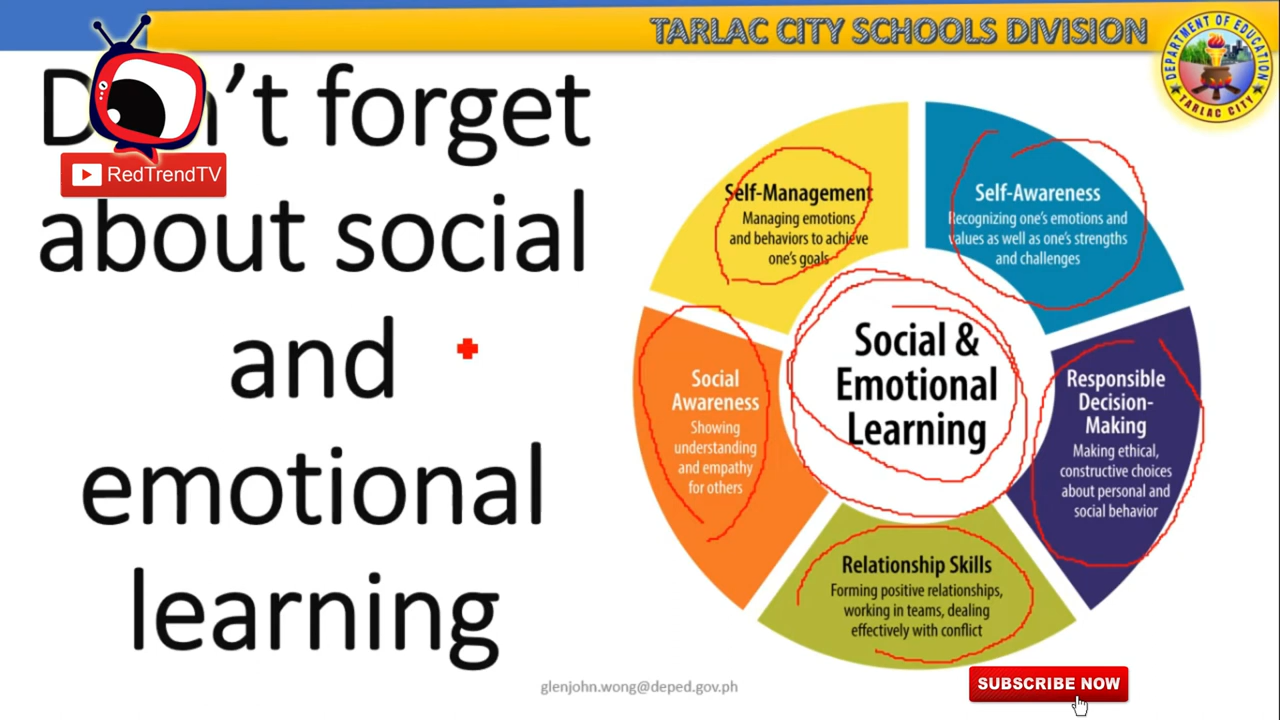 TARLAC CITY SCHOOLS DIVISION
DEPARTMENT OF EDUCATION
TARLAC CITY
Don't forget
about social
and
emotional
learning
RedTrendTV
Self-Management
Managing emotions
and behaviors to achieve
one's goals
Self-Awareness
Recognizing one's emotions and
values as well as one's strengths
and challenges
Social
Awareness
Showing
understanding
and empathy
for others
Social &
Emotional
Learning
Responsible
Decision-
Making
Making ethical,
constructive choices
about personal and
social behavior
Relationship Skills
Forming positive relationships,
working in teams, dealing
effectively with conflict
glenjohn.wong@deped.gov.ph
SUBSCRIBE NOW